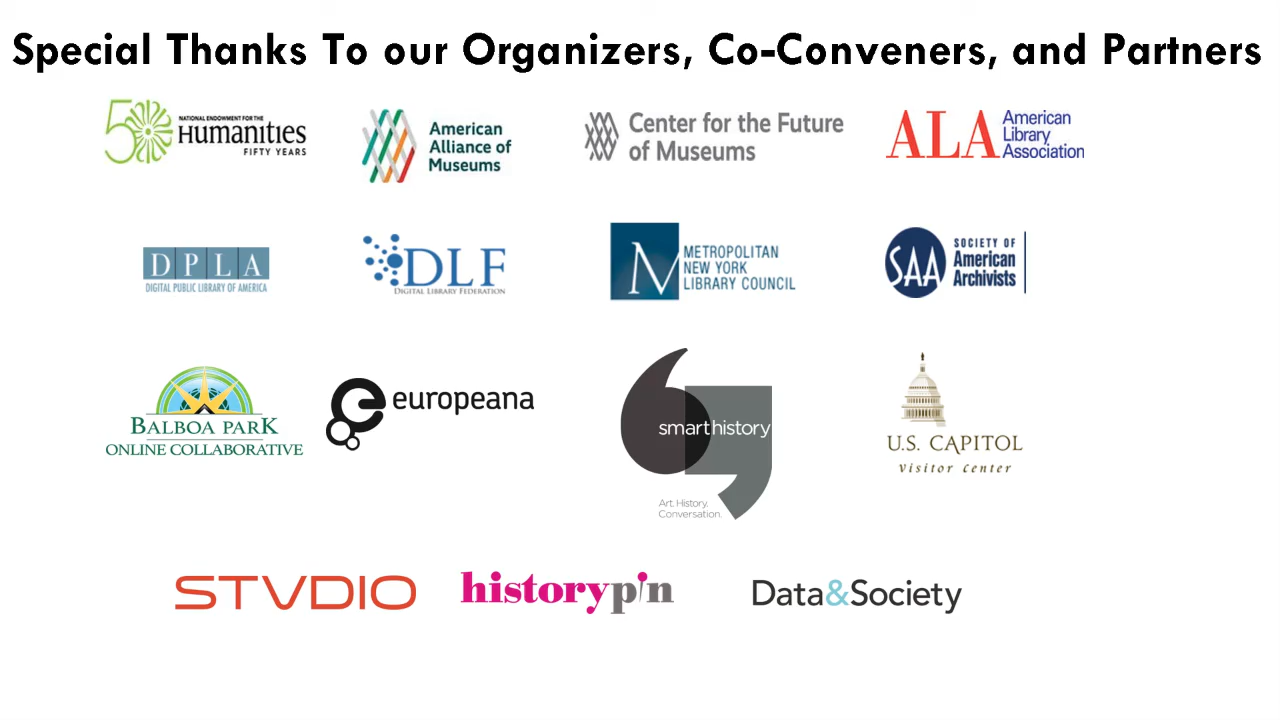 Special Thanks To our Organizers, Co-Conveners, and Partners
50
NATIONAL ENDOWMENT FOR THE
HUMANITIES
FIFTY YEARS
American
Alliance of
Museums
Center for the Future
of Museums
ALA
American
Library
Association
DPLA
DIGITAL PUBLIC LIBRARY OF AMERICA
DLF
DIGITAL LIBRARY FEDERATION
M
METROPOLITAN
NEW YORK
LIBRARY COUNCIL
SAA
SOCIETY OF
American
Archivists
BALBOA PARK
ONLINE COLLABORATIVE
europeana
smarthistory
Art. History.
Conversation.
U.S. CAPITOL
Visitor Center
STVDIO
historypin
Data&Society